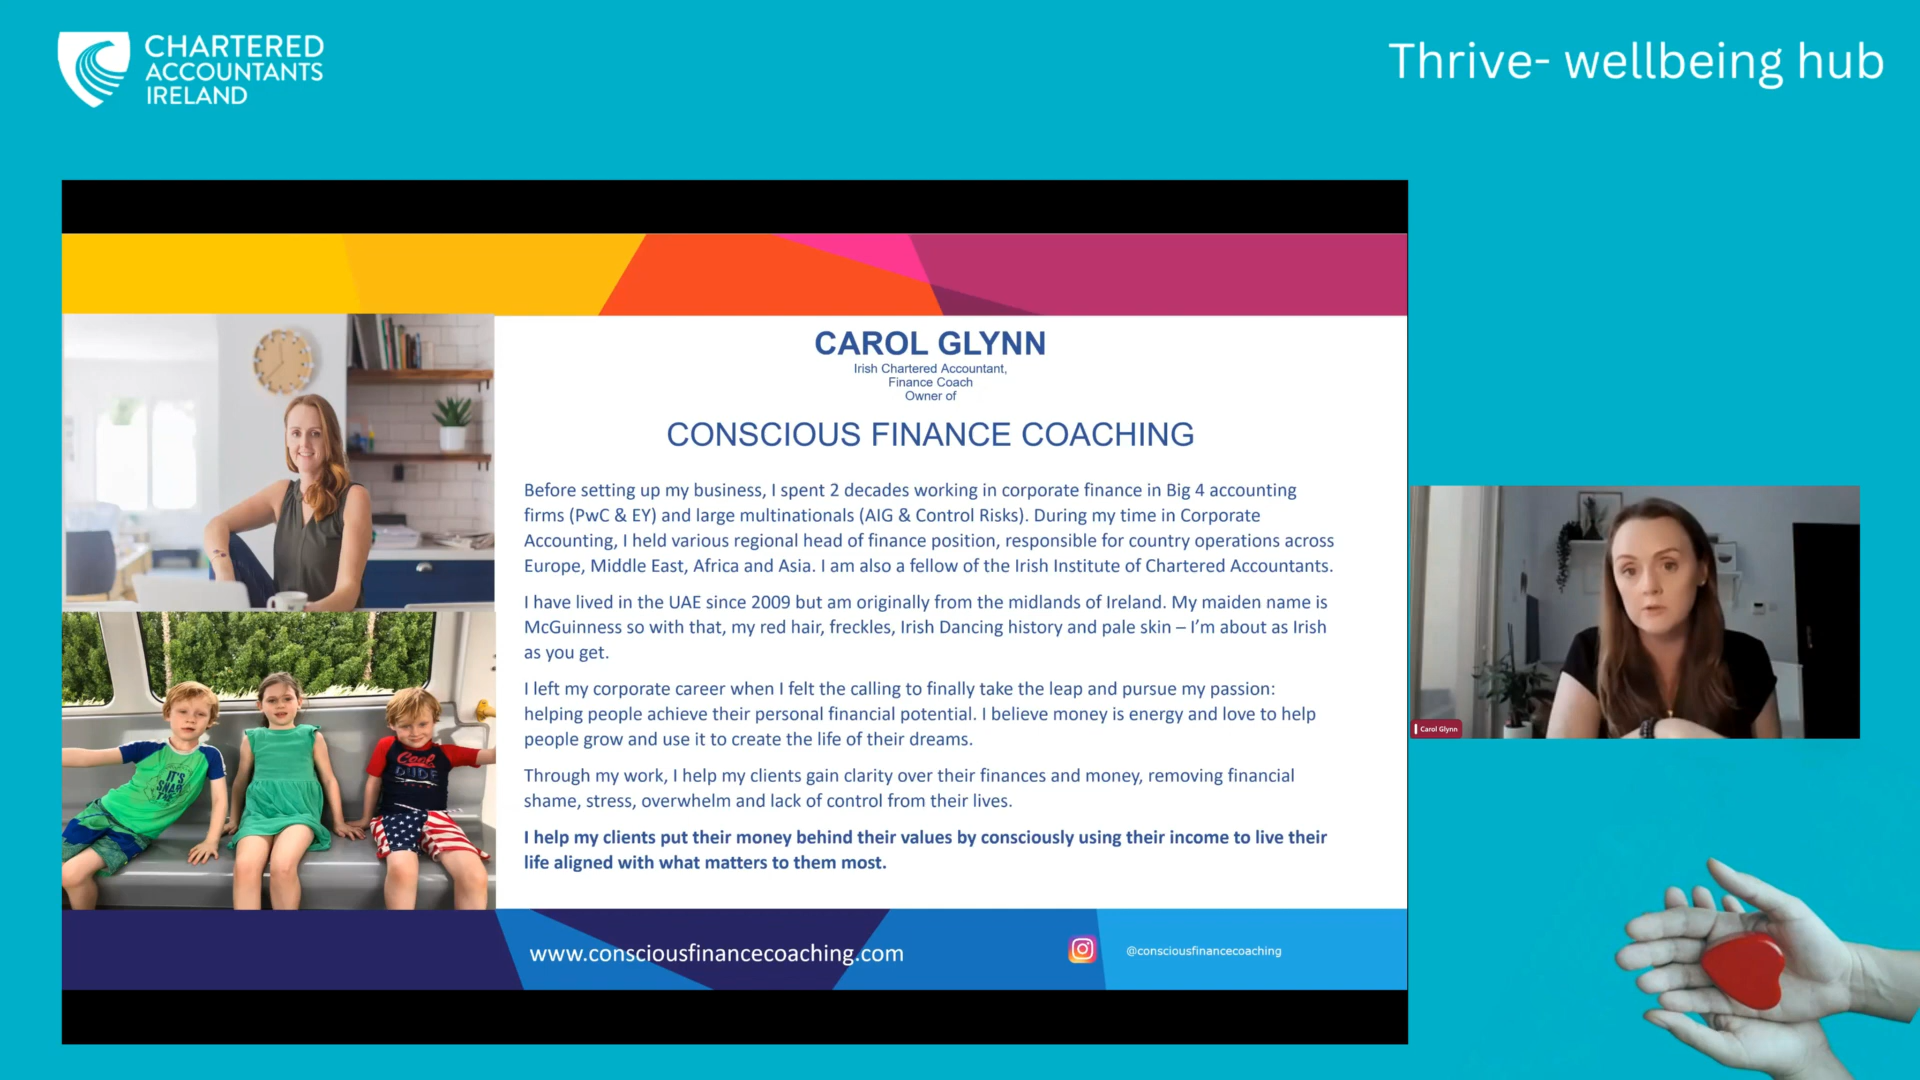 CHARTERED
ACCOUNTANTS
IRELAND
Thrive- wellbeing hub
CAROL GLYNN
Irish Chartered Accountant,
Finance Coach
Owner of
CONSCIOUS FINANCE COACHING
Before setting up my business, I spent 2 decades working in corporate finance in Big 4 accounting
firms (PwC & EY) and large multinationals (AIG & Control Risks). During my time in Corporate
Accounting, I held various regional head of finance position, responsible for country operations across
Europe, Middle East, Africa and Asia. I am also a fellow of the Irish Institute of Chartered Accountants.
I have lived in the UAE since 2009 but am originally from the midlands of Ireland. My maiden name is
McGuinness so with that, my red hair, freckles, Irish Dancing history and pale skin – I'm about as Irish
as you get.
I left my corporate career when I felt the calling to finally take the leap and pursue my passion:
helping people achieve their personal financial potential. I believe money is energy and love to help
people grow and use it to create the life of their dreams.
Through my work, I help my clients gain clarity over their finances and money, removing financial
shame, stress, overwhelm and lack of control from their lives.
I help my clients put their money behind their values by consciously using their income to live their
life aligned with what matters to them most.
IT'S
Cool
DUDE
www.consciousfinancecoaching.com
@consciousfinancecoaching
Carol Glynn